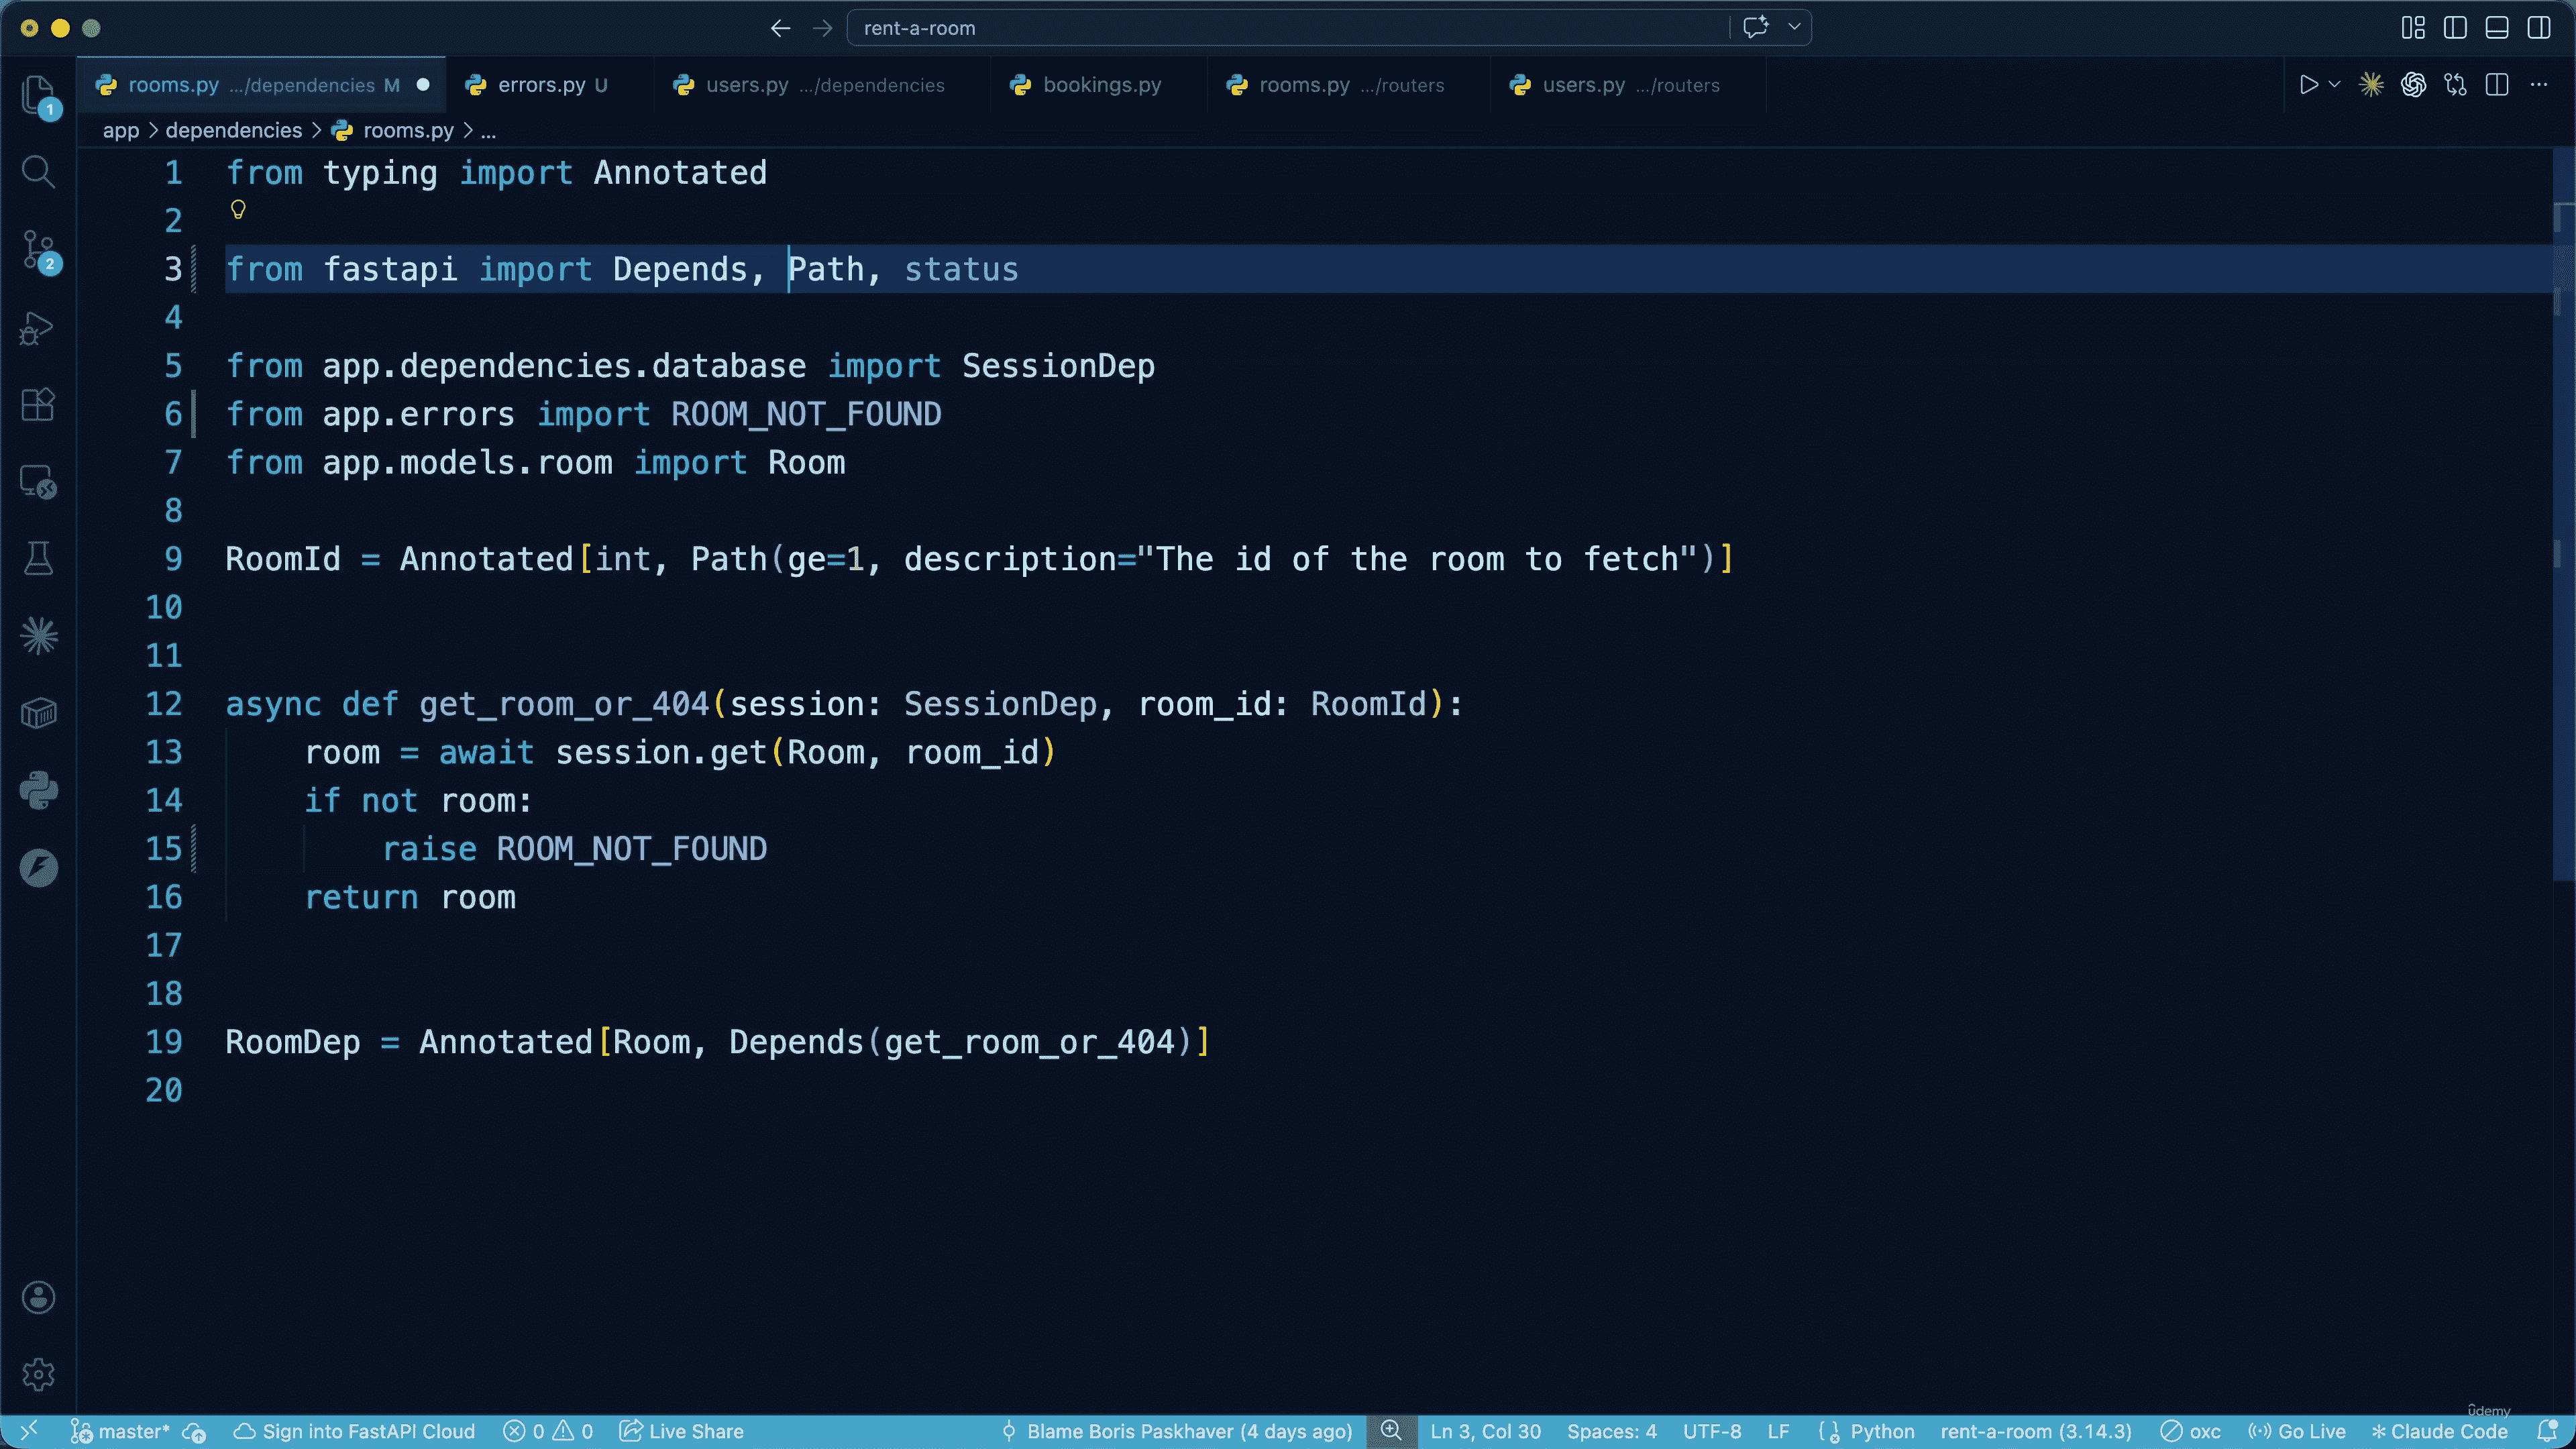 rent-a-room
rooms.py .../dependencies M
errors.py U
users.py .../dependencies
bookings.py
rooms.py .../routers
users.py .../routers
1
app > dependencies > rooms.py > ...
1 from typing import Annotated
2
2
3 from fastapi import Depends, Path, status
4
5 from app.dependencies.database import SessionDep
6 from app.errors import ROOM_NOT_FOUND
7 from app.models.room import Room
8
9 RoomId = Annotated[int, Path(ge=1, description="The id of the room to fetch")]
10
11
12 async def get_room_or_404(session: SessionDep, room_id: RoomId):
13     room = await session.get(Room, room_id)
14     if not room:
15         raise ROOM_NOT_FOUND
16     return room
17
18
19 RoomDep = Annotated[Room, Depends(get_room_or_404)]
20
udemy
master* Sign into FastAPI Cloud 0 0 Live Share Blame Boris Paskhaver (4 days ago) Ln 3, Col 30 Spaces: 4 UTF-8 LF Python rent-a-room (3.14.3) oxc Go Live Claude Code